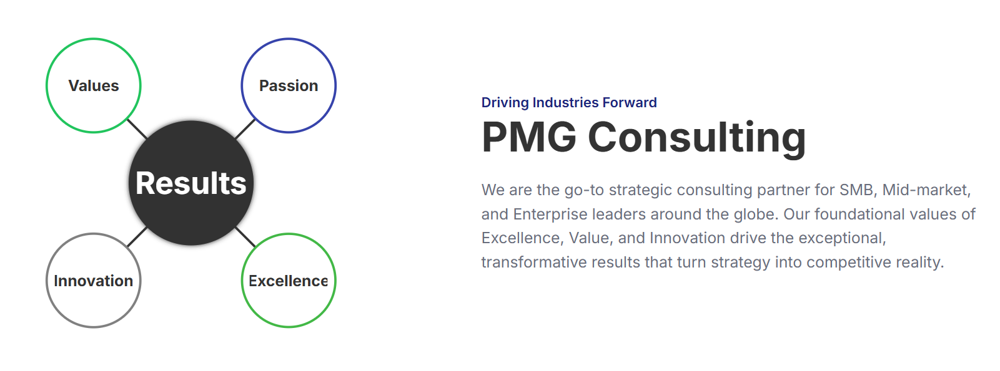 Values
Passion
Results
Innovation
Excellence
Driving Industries Forward
PMG Consulting
We are the go-to strategic consulting partner for SMB, Mid-market,
and Enterprise leaders around the globe. Our foundational values of
Excellence, Value, and Innovation drive the exceptional,
transformative results that turn strategy into competitive reality.